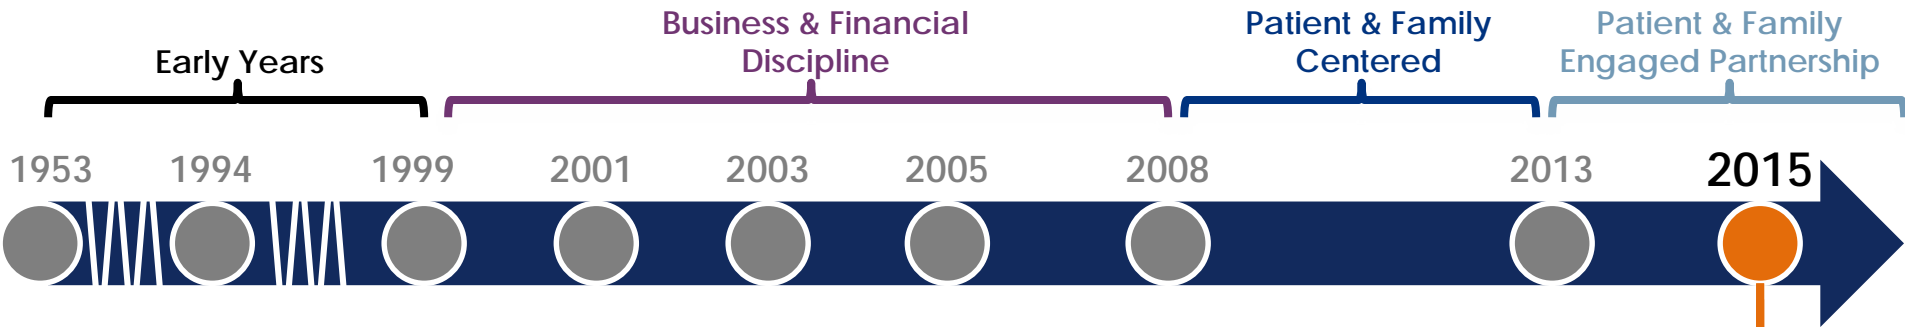 Business & Financial
Discipline
Patient & Family
Centered
Patient & Family
Engaged Partnership
Early Years
1953
1994
1999
2001
2003
2005
2008
2013
2015